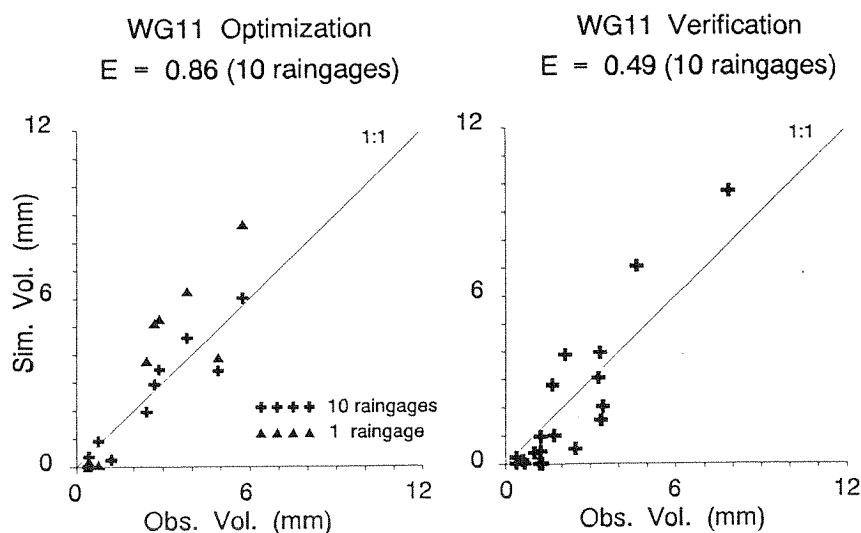 WG11 Optimization
E = 0.86 (10 raingages)
12
1:1
6
Sim. Vol. (mm)
10 raingages
1 raingage
0
0 6 12
Obs. Vol. (mm)
WG11 Verification
E = 0.49 (10 raingages)
12
1:1
6
0
0 6 12
Obs. Vol. (mm)